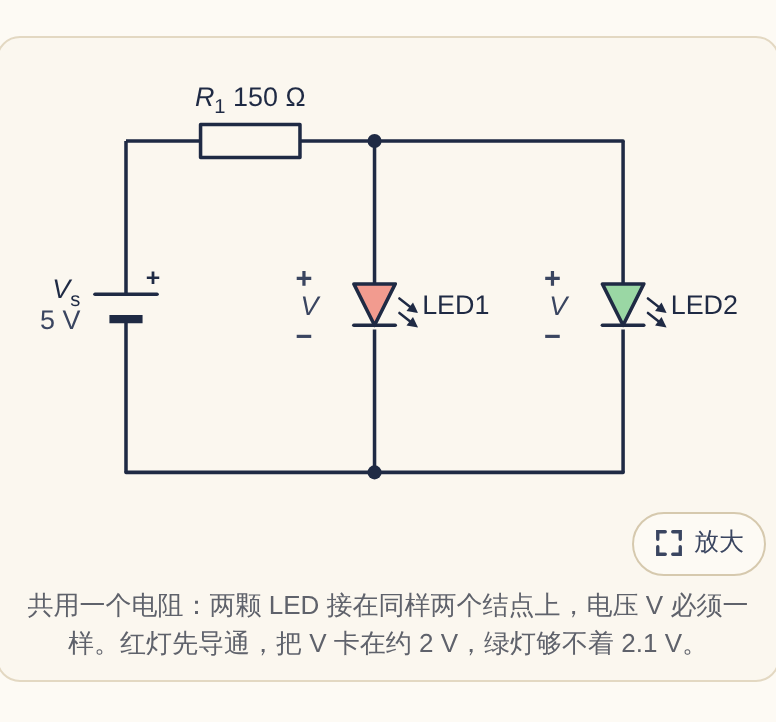 R1 150 Ω
+
Vs
5 V
+
V
−
LED1
+
V
−
LED2
放大
共用一个电阻：两颗 LED 接在同样两个结点上，电压 V 必须一
样。红灯先导通，把 V 卡在约 2 V，绿灯够不着 2.1 V。